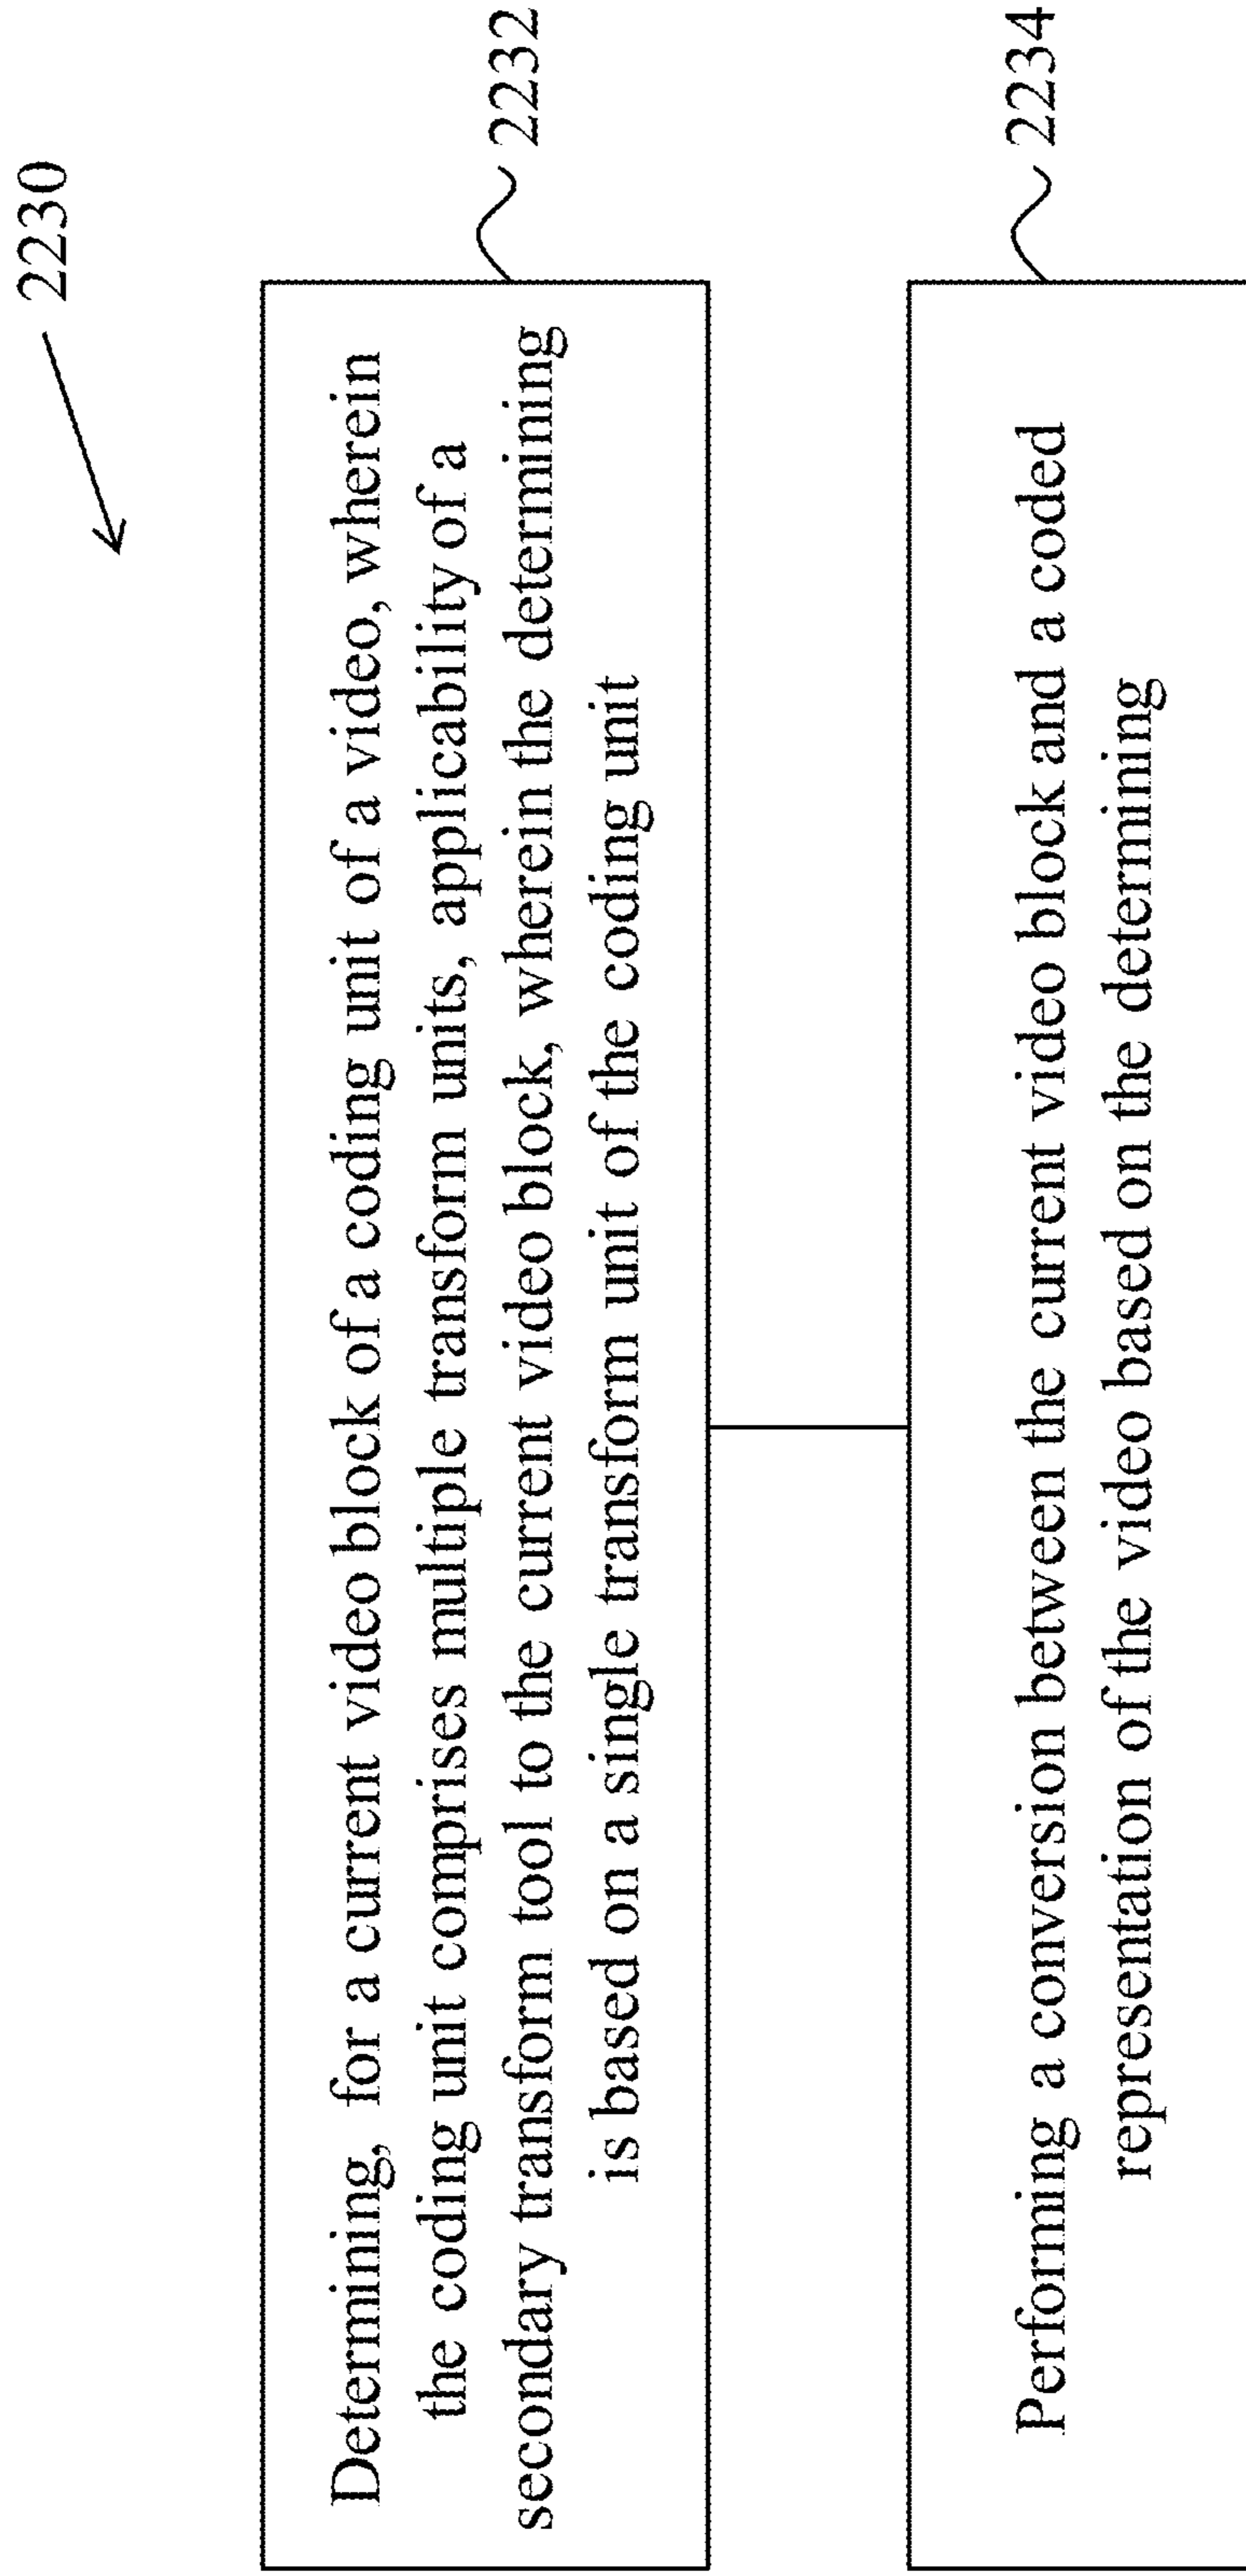 2230
Determining, for a current video block of a coding unit of a video, wherein
the coding unit comprises multiple transform units, applicability of a
secondary transform tool to the current video block, wherein the determining
is based on a single transform unit of the coding unit
2232
Performing a conversion between the current video block and a coded
representation of the video based on the determining
2234